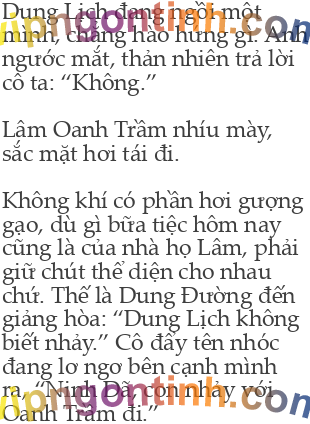 Dung Lịch đang ngồi một
mình, chẳng hào hứng gì. Anh
ngước mắt, thản nhiên trả lời
cô ta: “Không.”
Lâm Oanh Trầm nhíu mày,
sắc mặt hơi tái đi.
Không khí có phần hơi gượng
gạo, dù gì bữa tiệc hôm nay
cũng là của nhà họ Lâm, phải
giữ chút thể diện cho nhau
chứ. Thế là Dung Đường đến
giảng hòa: “Dung Lịch không
biết nhảy.” Cô đẩy tên nhóc
đang lơ ngơ bên cạnh mình
ra, “Ninh Dã, con nhảy với
Oanh Trầm đi.”
vipngontinh.com
vipngontinh.com